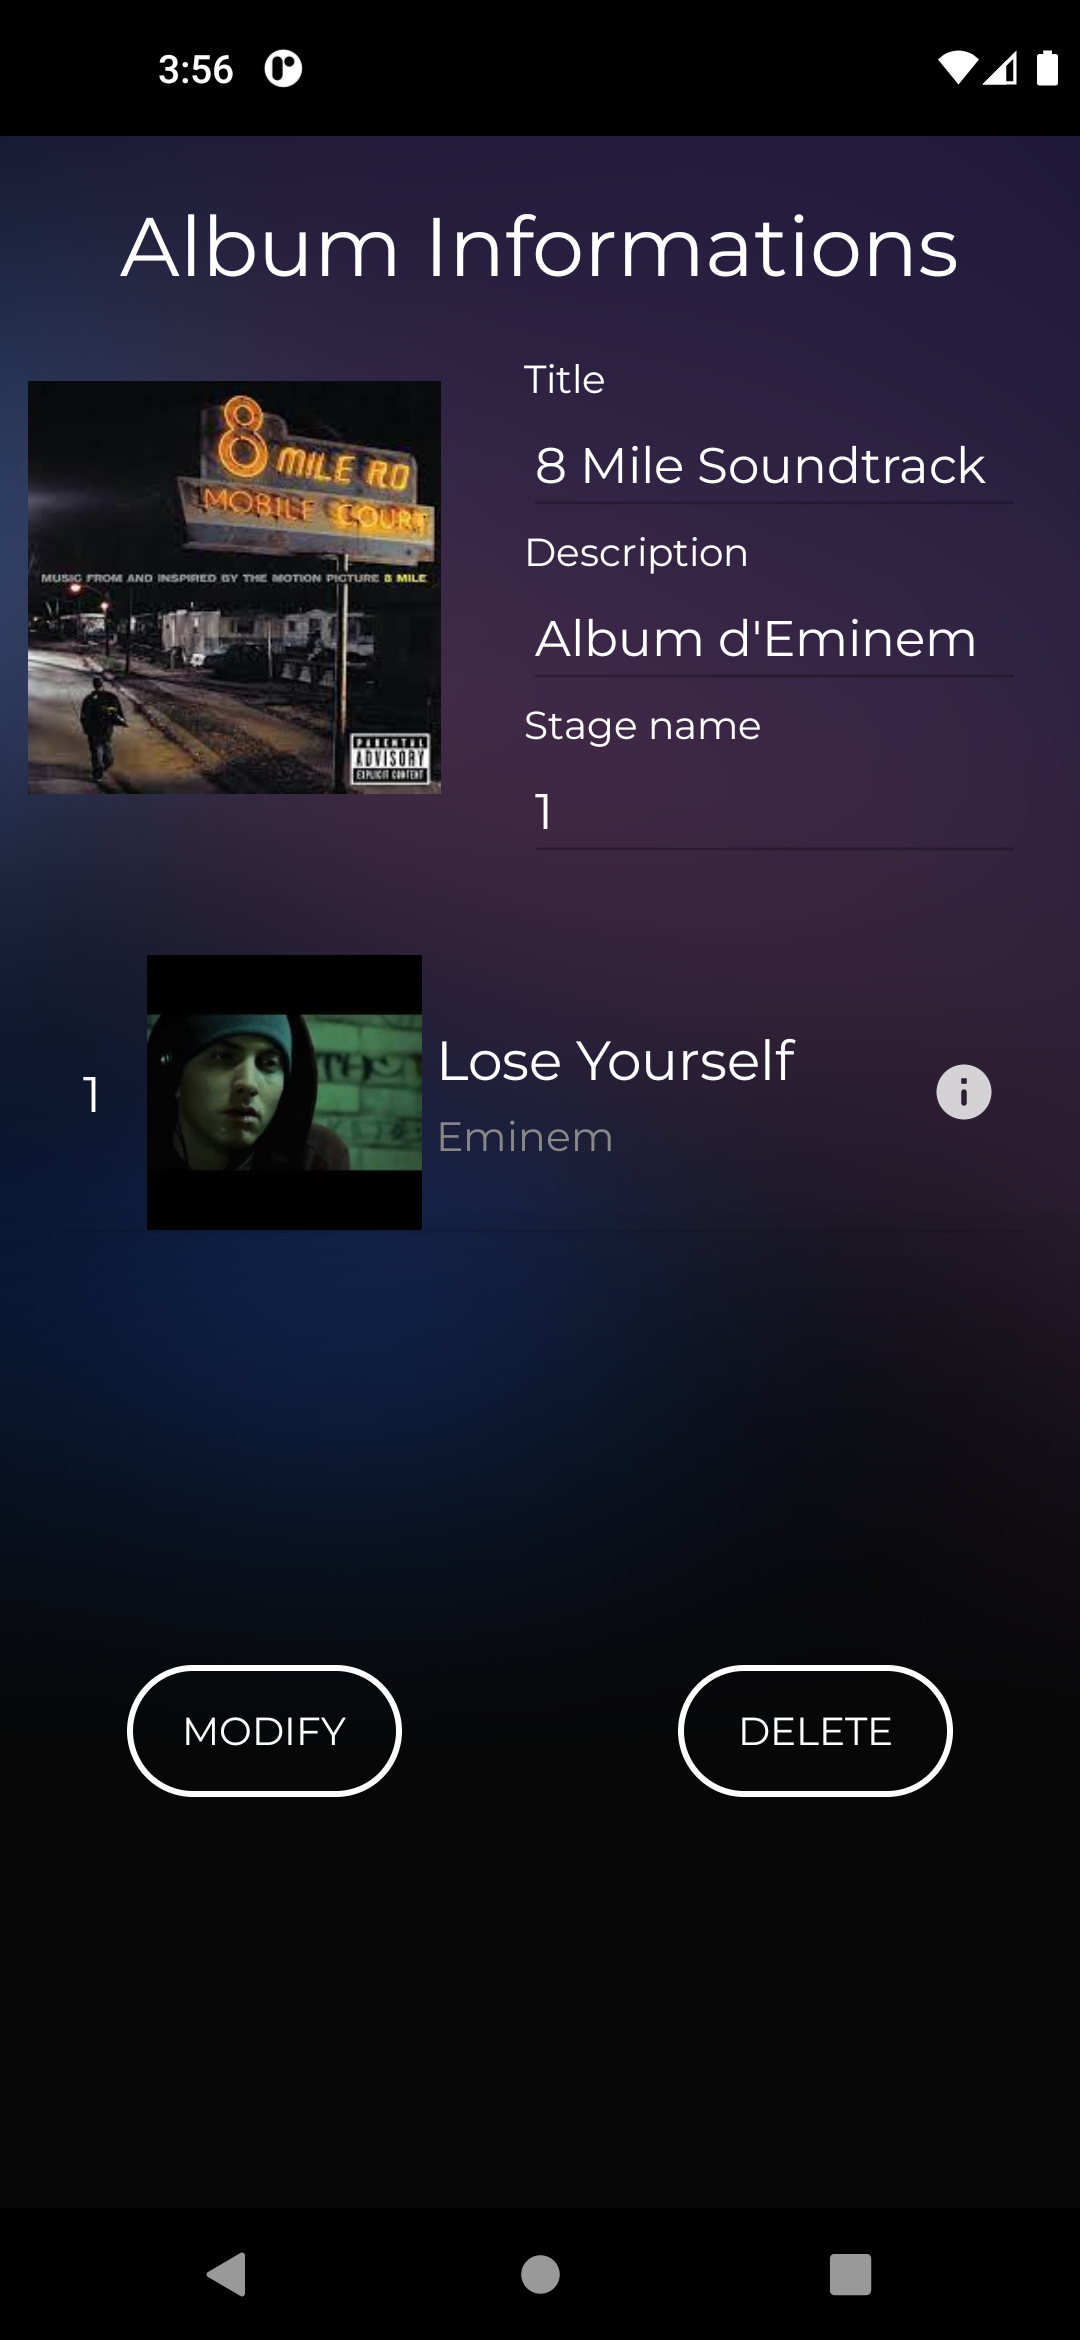 3:56
Album Informations
8
MILE RD
MOBILE COURT
MUSIC FROM AND INSPIRED BY THE MOTION PICTURE 8 MILE
PARENTAL
ADVISORY
EXPLICIT CONTENT
Title
8 Mile Soundtrack
Description
Album d'Eminem
Stage name
1
1
Lose Yourself
Eminem
MODIFY
DELETE